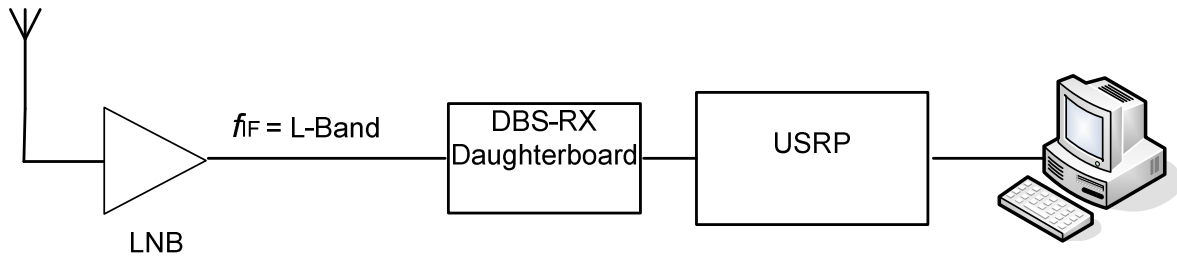 fIF = L-Band
LNB
DBS-RX
Daughterboard
USRP